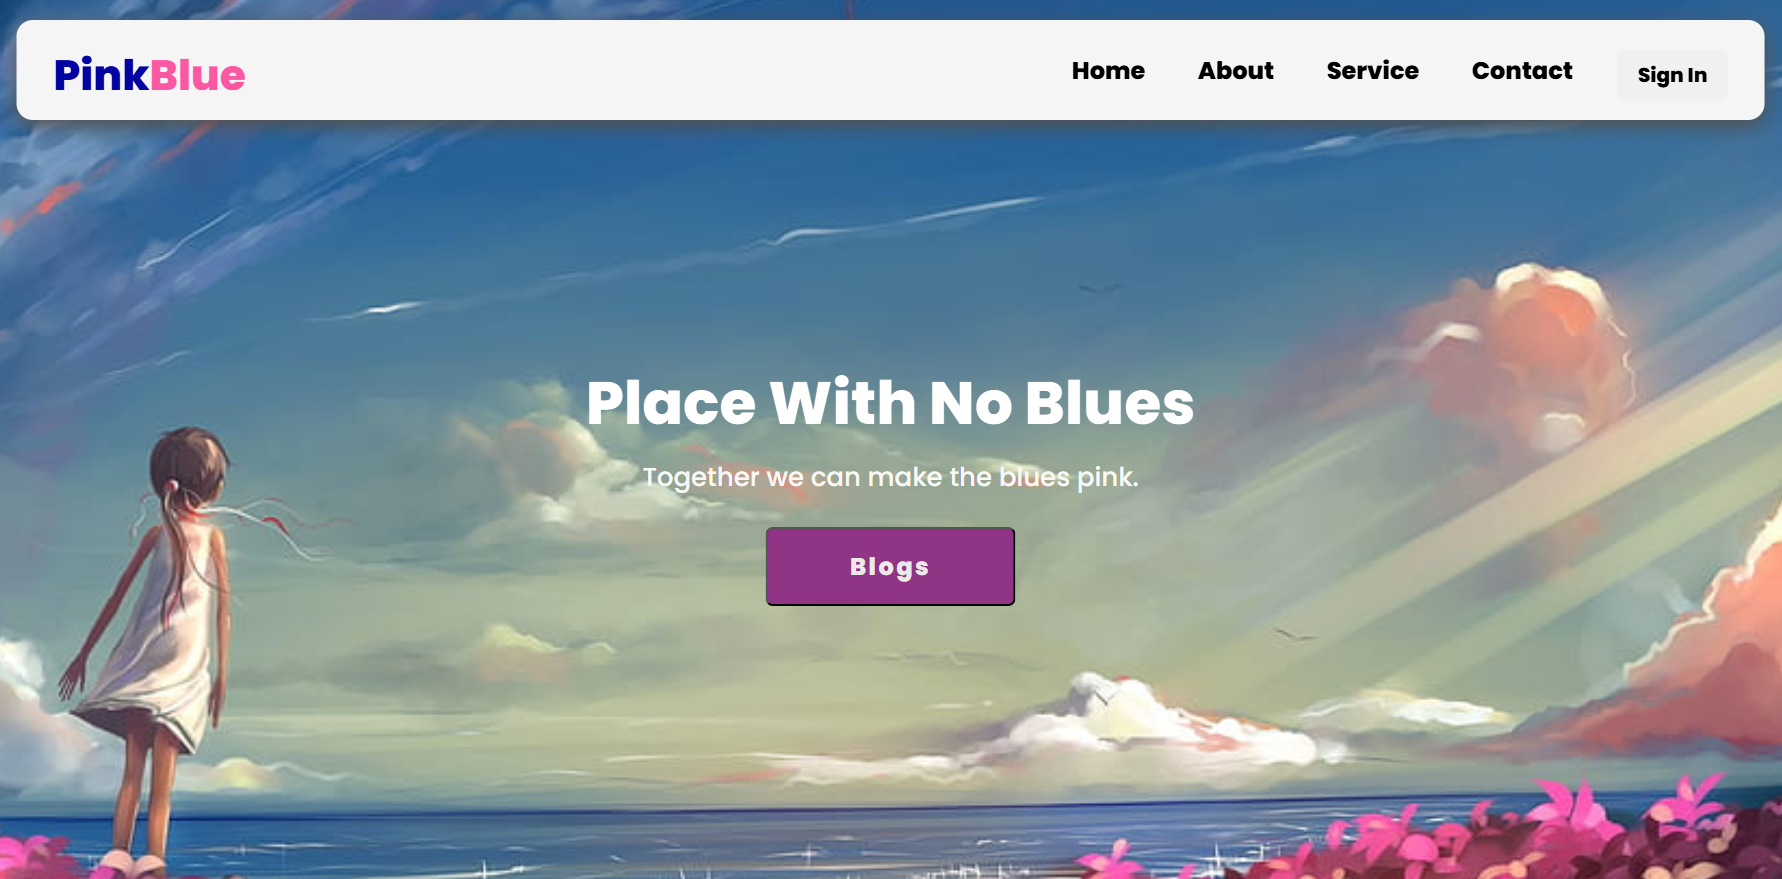 PinkBlue Home About Service Contact Sign In
Place With No Blues
Together we can make the blues pink.
Blogs